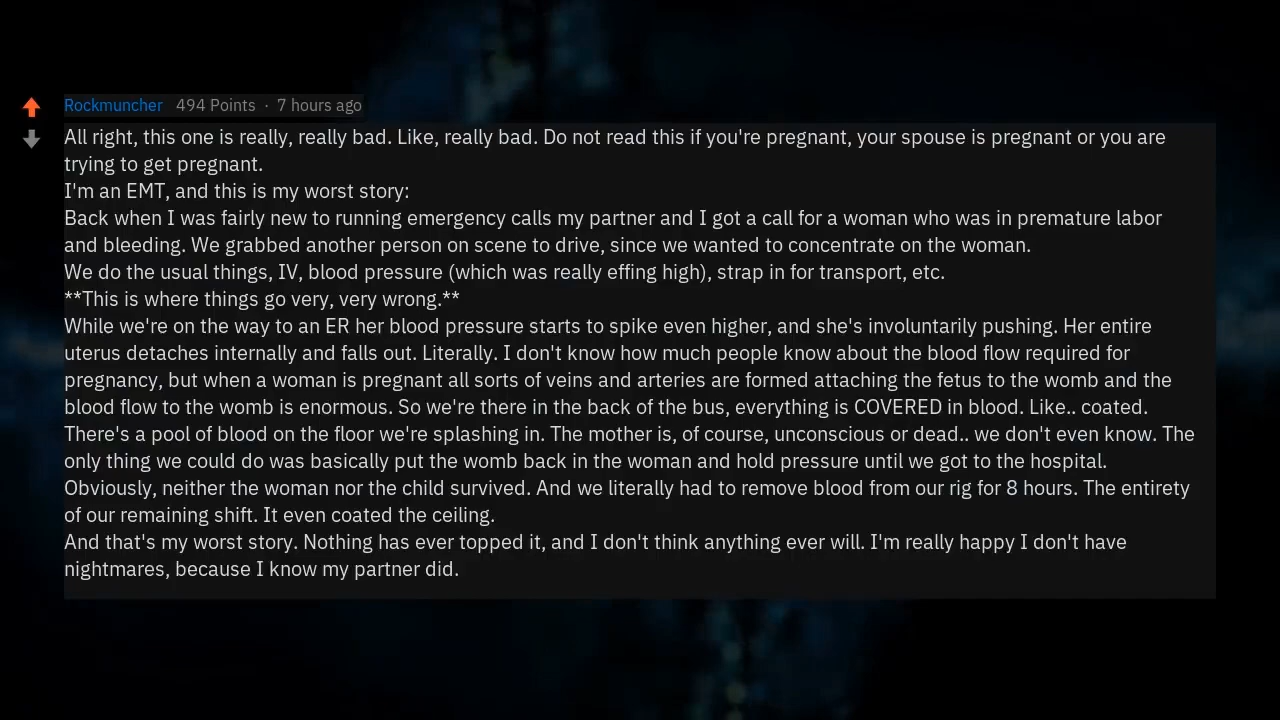 Rockmuncher 494 Points · 7 hours ago
All right, this one is really, really bad. Like, really bad. Do not read this if you're pregnant, your spouse is pregnant or you are
trying to get pregnant.
I'm an EMT, and this is my worst story:
Back when I was fairly new to running emergency calls my partner and I got a call for a woman who was in premature labor
and bleeding. We grabbed another person on scene to drive, since we wanted to concentrate on the woman.
We do the usual things, IV, blood pressure (which was really effing high), strap in for transport, etc.
**This is where things go very, very wrong.**
While we're on the way to an ER her blood pressure starts to spike even higher, and she's involuntarily pushing. Her entire
uterus detaches internally and falls out. Literally. I don't know how much people know about the blood flow required for
pregnancy, but when a woman is pregnant all sorts of veins and arteries are formed attaching the fetus to the womb and the
blood flow to the womb is enormous. So we're there in the back of the bus, everything is COVERED in blood. Like.. coated.
There's a pool of blood on the floor we're splashing in. The mother is, of course, unconscious or dead.. we don't even know. The
only thing we could do was basically put the womb back in the woman and hold pressure until we got to the hospital.
Obviously, neither the woman nor the child survived. And we literally had to remove blood from our rig for 8 hours. The entirety
of our remaining shift. It even coated the ceiling.
And that's my worst story. Nothing has ever topped it, and I don't think anything ever will. I'm really happy I don't have
nightmares, because I know my partner did.